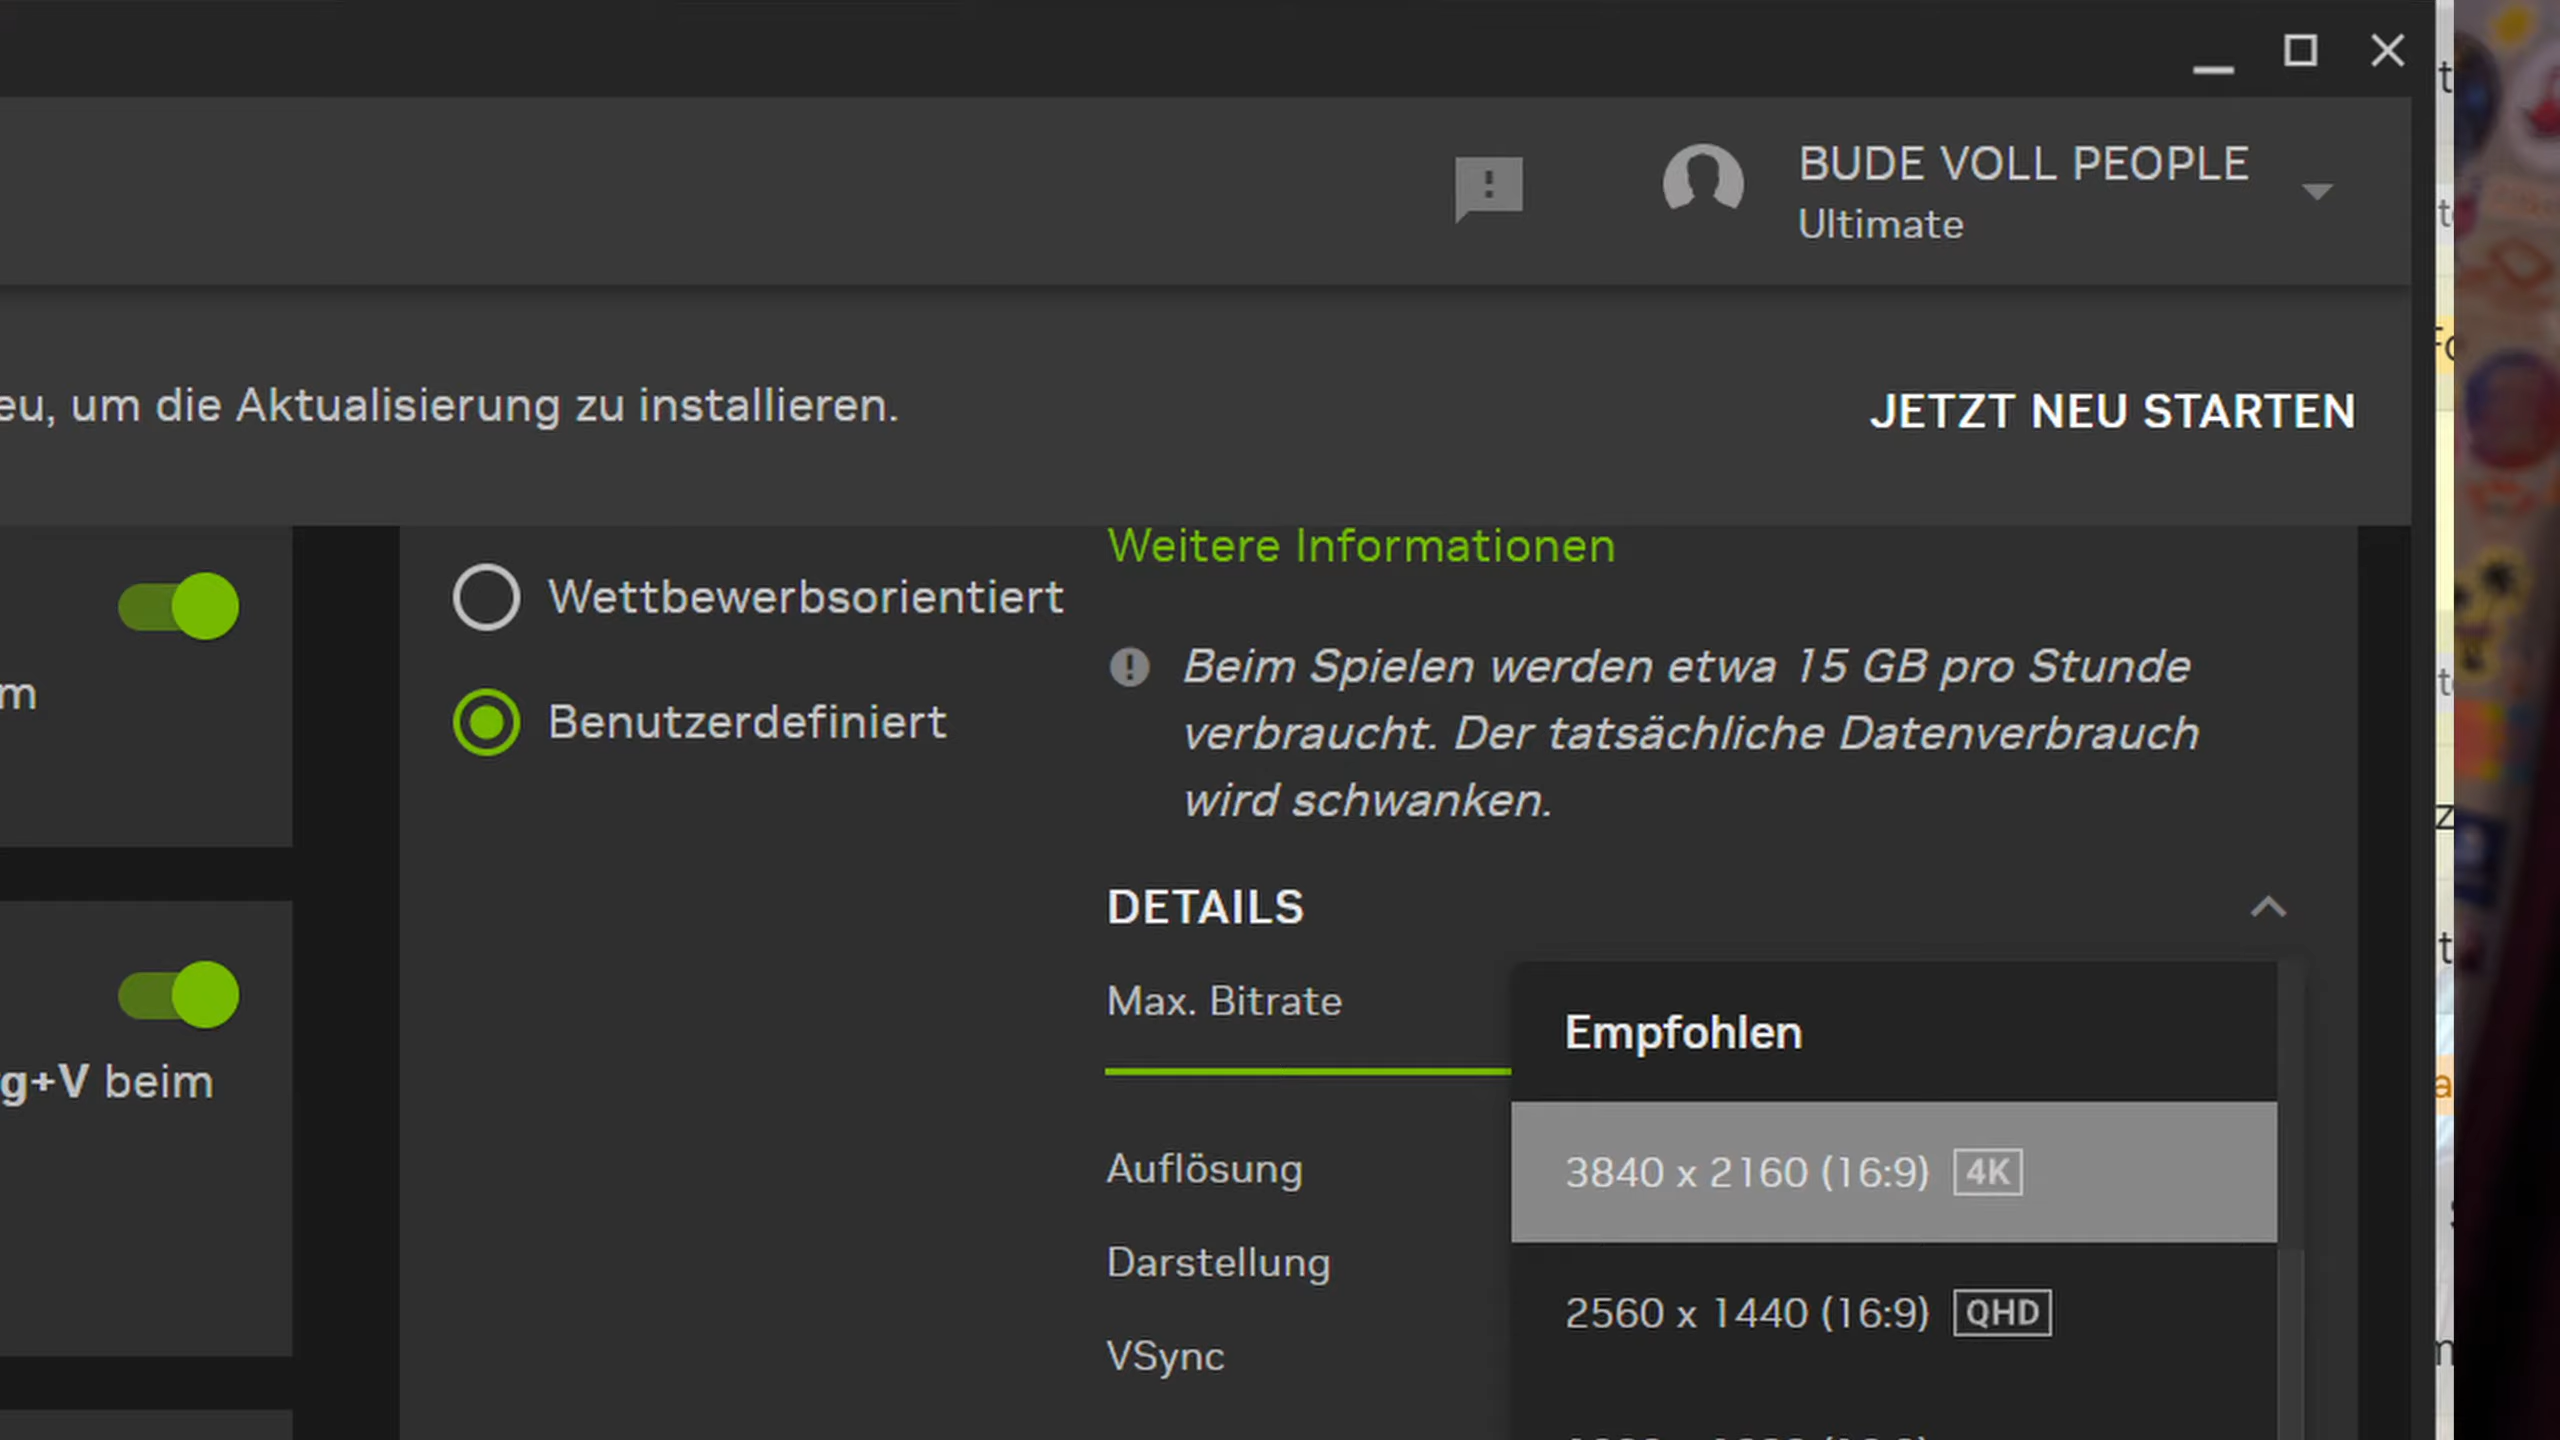 BUDE VOLL PEOPLE
Ultimate
eu, um die Aktualisierung zu installieren.
JETZT NEU STARTEN
Weitere Informationen
Wettbewerbsorientiert
Benutzerdefiniert
Beim Spielen werden etwa 15 GB pro Stunde
verbraucht. Der tatsächliche Datenverbrauch
wird schwanken.
m
g+V beim
DETAILS
Max. Bitrate
Empfohlen
Auflösung
3840 x 2160 (16:9) 4K
Darstellung
2560 x 1440 (16:9) QHD
VSync